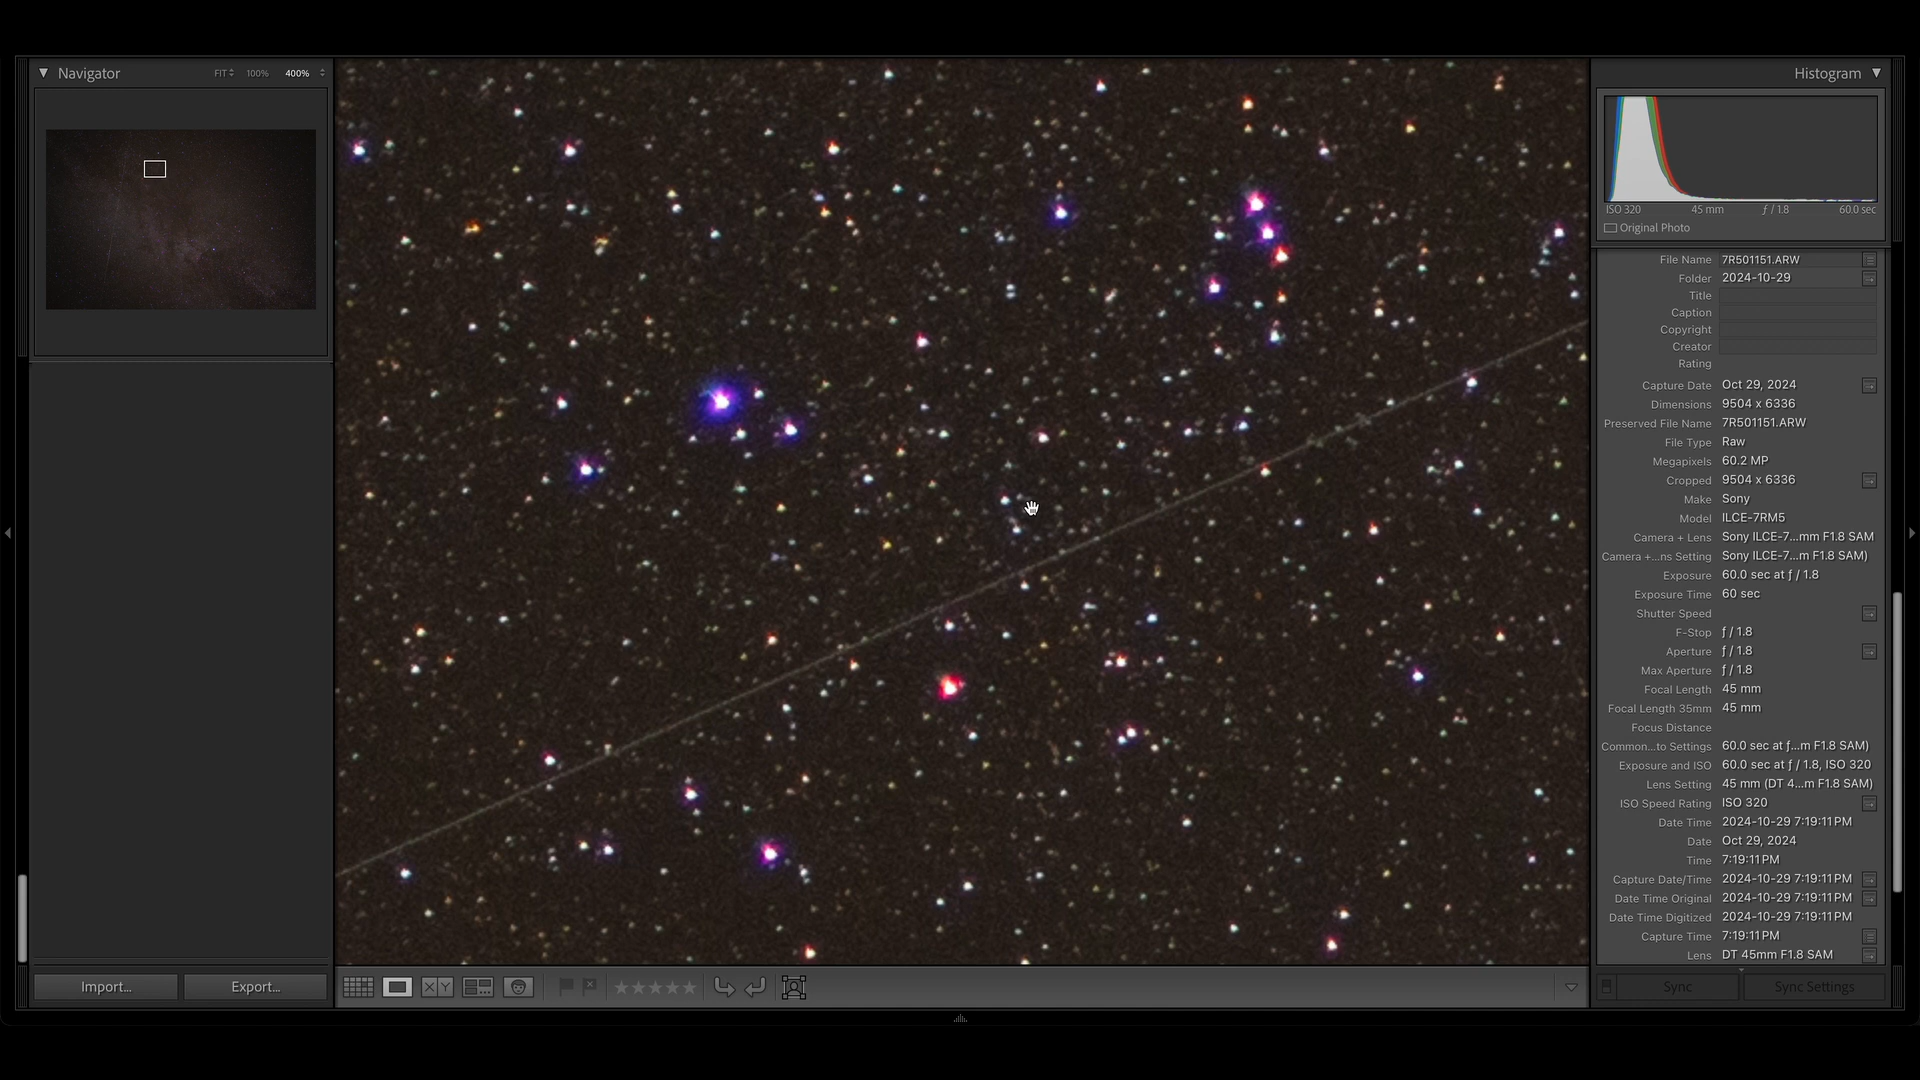 Navigator
FIT 100% 400%
Import...
Export...
X Y
Histogram
ISO 320 45 mm ƒ / 1.8 60.0 sec
Original Photo
File Name 7R501151.ARW
Folder 2024-10-29
Title
Caption
Copyright
Creator
Rating
Capture Date Oct 29, 2024
Dimensions 9504 x 6336
Preserved File Name 7R501151.ARW
File Type Raw
Megapixels 60.2 MP
Cropped 9504 x 6336
Make Sony
Model ILCE-7RM5
Camera + Lens Sony ILCE-7...mm F1.8 SAM
Camera +...ns Setting Sony ILCE-7...m F1.8 SAM)
Exposure 60.0 sec at ƒ / 1.8
Exposure Time 60 sec
Shutter Speed
F-Stop ƒ / 1.8
Aperture ƒ / 1.8
Max Aperture ƒ / 1.8
Focal Length 45 mm
Focal Length 35mm 45 mm
Focus Distance
Common...to Settings 60.0 sec at ƒ...m F1.8 SAM)
Exposure and ISO 60.0 sec at ƒ / 1.8, ISO 320
Lens Setting 45 mm (DT 4...m F1.8 SAM)
ISO Speed Rating ISO 320
Date Time 2024-10-29 7:19:11 PM
Date Oct 29, 2024
Time 7:19:11 PM
Capture Date/Time 2024-10-29 7:19:11 PM
Date Time Original 2024-10-29 7:19:11 PM
Date Time Digitized 2024-10-29 7:19:11 PM
Capture Time 7:19:11 PM
Lens DT 45mm F1.8 SAM
Sync
Sync Settings